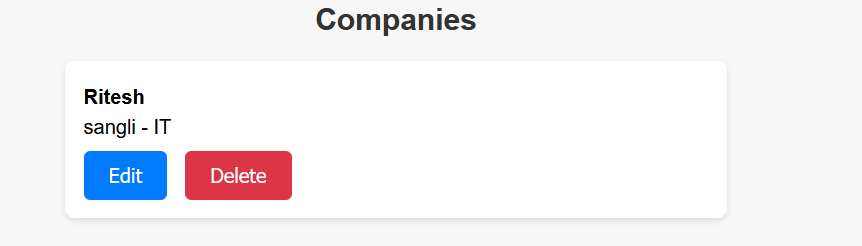 Companies
Ritesh
sangli - IT
Edit Delete